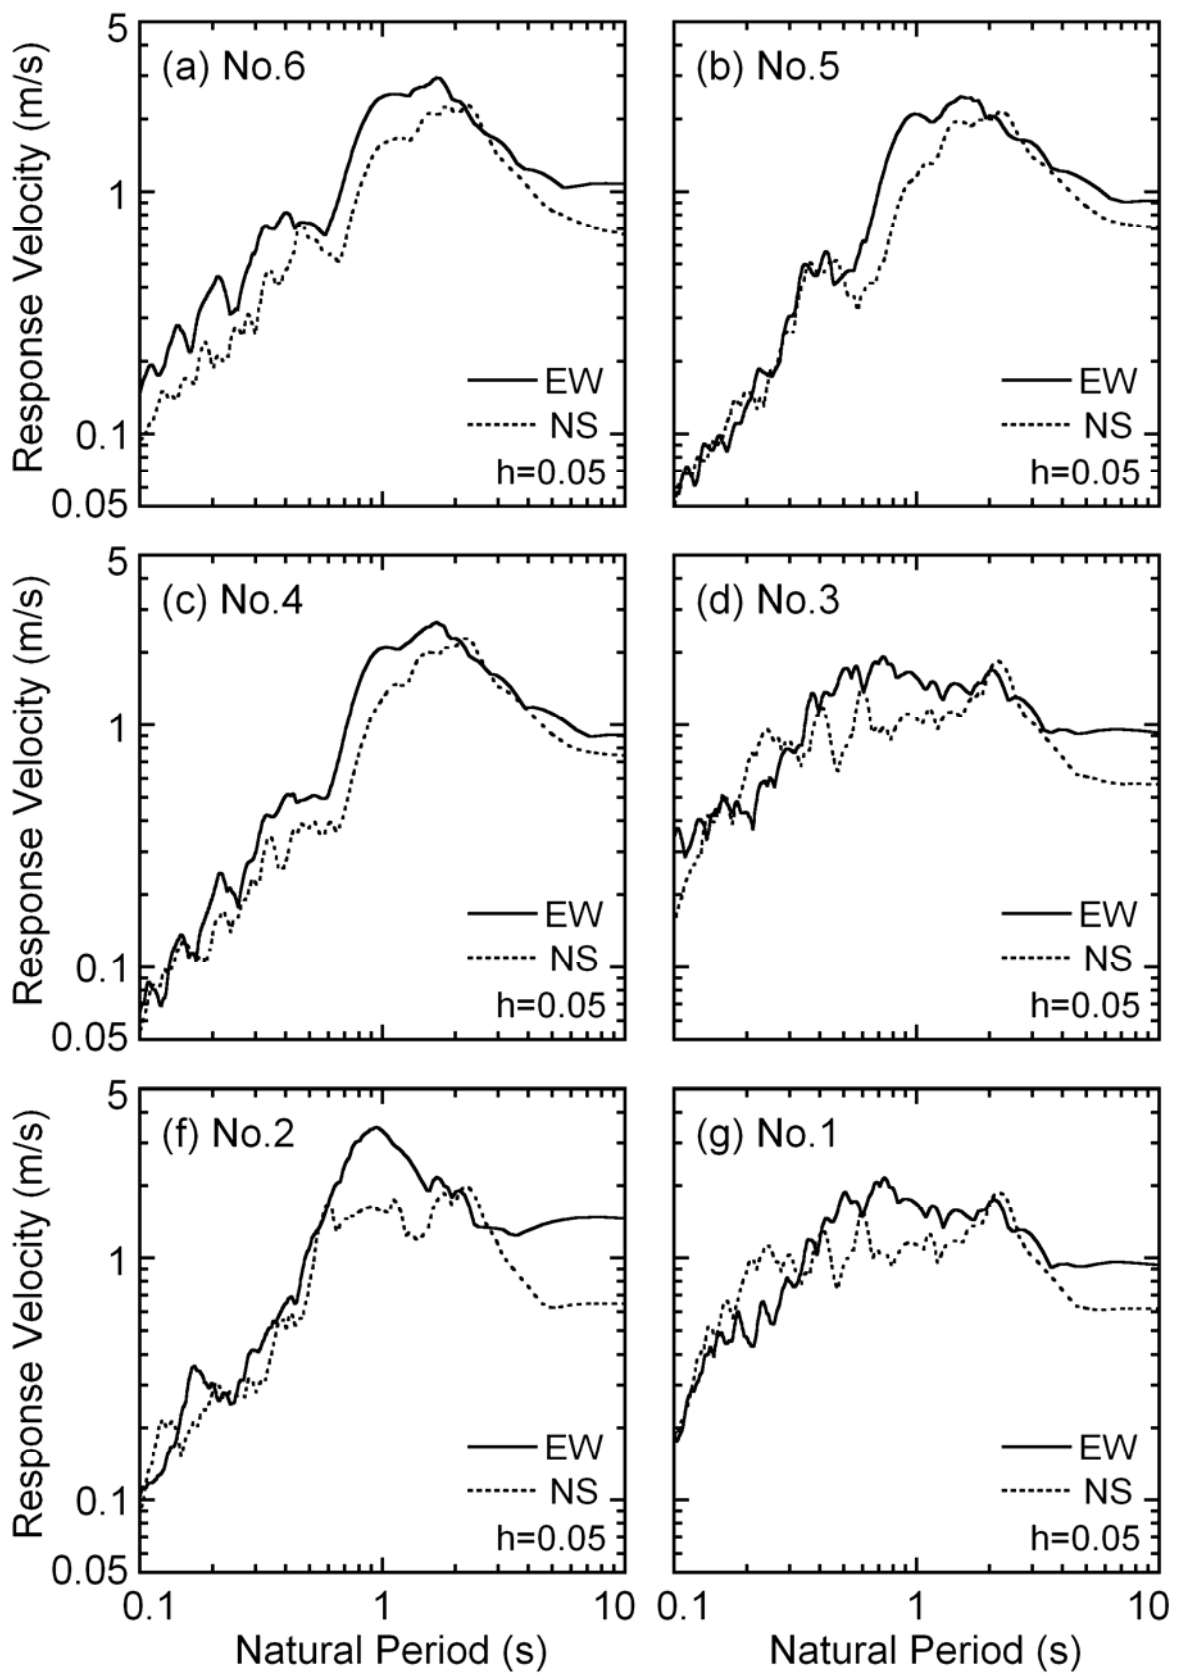 5
1
0.1
0.05
Response Velocity (m/s)
(a) No.6
EW
NS
h=0.05
(b) No.5
EW
NS
h=0.05
5
1
0.1
0.05
Response Velocity (m/s)
(c) No.4
EW
NS
h=0.05
(d) No.3
EW
NS
h=0.05
5
1
0.1
0.05
Response Velocity (m/s)
(f) No.2
EW
NS
h=0.05
(g) No.1
EW
NS
h=0.05
0.1 1 10
Natural Period (s)
0.1 1 10
Natural Period (s)